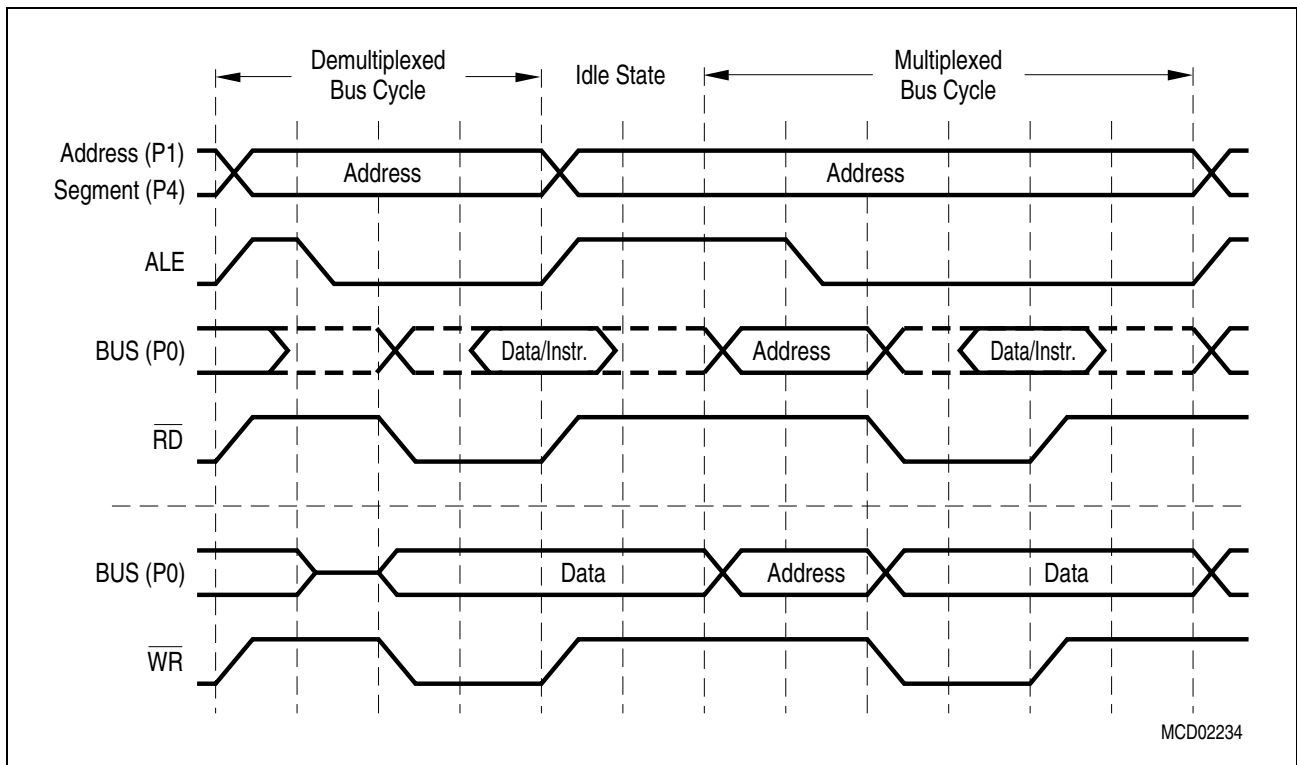 Demultiplexed
Bus Cycle
Idle State
Multiplexed
Bus Cycle
Address (P1)
Segment (P4)
Address
Address
ALE
BUS (P0)
Data/Instr.
Address
Data/Instr.
RD
BUS (P0)
Data
Address
Data
WR
MCD02234